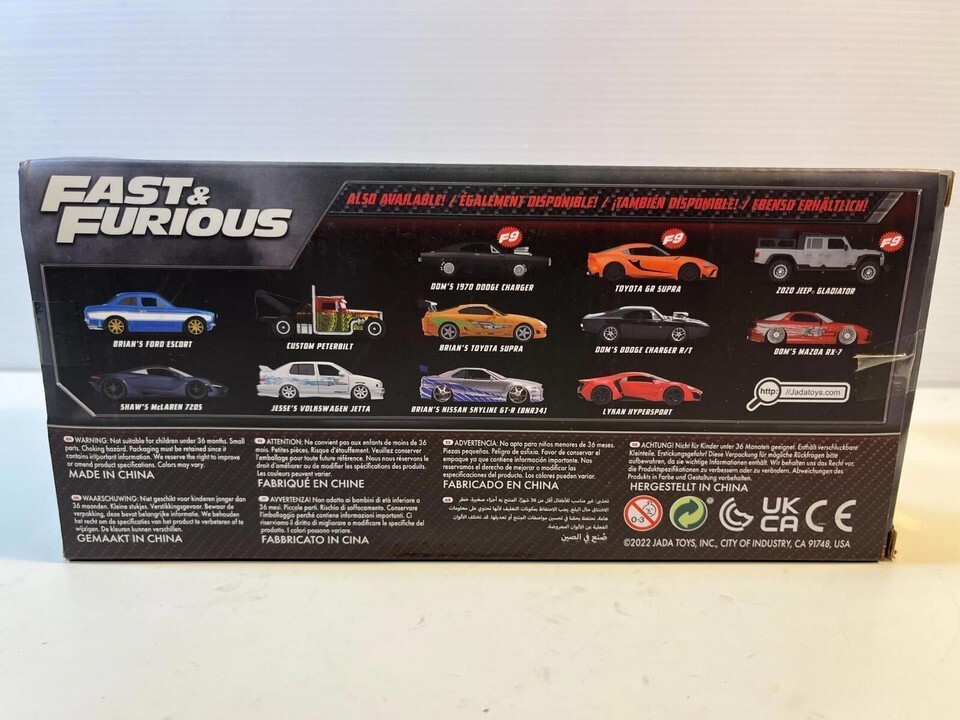 FAST &
FURIOUS
ALSO AVAILABLE! / ÉGALEMENT DISPONIBLE! / ¡TAMBIÉN DISPONIBLE! / EBENSO ERHÄLTLICH!
F9
F9
F9
DOM'S 1970 DODGE CHARGER
TOYOTA GR SUPRA
2020 JEEP® GLADIATOR
BRIAN'S FORD ESCORT
CUSTOM PETERBILT
BRIAN'S TOYOTA SUPRA
DOM'S DODGE CHARGER R/T
DOM'S MAZDA RX-7
SHAW'S McLAREN 720S
JESSE'S VOLKSWAGEN JETTA
BRIAN'S NISSAN SKYLINE GT-R (BNR34)
LYKAN HYPERSPORT
http: //Jadatoys.com
WARNING: Not suitable for children under 36 months. Small
parts. Choking hazard. Packaging must be retained since it
contains important information. We reserve the right to improve
or amend product specifications. Colors may vary.
MADE IN CHINA
ATTENTION: Ne convient pas aux enfants de moins de 36
mois. Petites pièces. Risque d'étouffement. Veuillez conserver
l'emballage pour toute future référence. Nous nous réservons le
droit d'améliorer ou de modifier les spécifications des produits.
Les couleurs peuvent varier.
FABRIQUÉ EN CHINE
ADVERTENCIA: No apta para niños menores de 36 meses.
Piezas pequeñas. Peligro de asfixia. Favor de conservar el
empaque ya que contiene información importante. Nos
reservamos el derecho de mejorar o modificar las
especificaciones del producto. Los colores pueden variar.
FABRICADO EN CHINA
ACHTUNG! Nicht für Kinder unter 36 Monaten geeignet. Enthält verschluckbare
Kleinteile. Erstickungsgefahr! Diese Verpackung für mögliche Rückfragen bitte
aufbewahren, da sie wichtige Informationen enthält. Wir behalten uns das Recht vor,
die Produktspezifikationen zu verbessern oder zu verändern. Abweichungen des
Produkts in Farbe und Gestaltung vorbehalten.
HERGESTELLT IN CHINA
WAARSCHUWING: Niet geschikt voor kinderen jonger dan
36 maanden. Kleine stukjes. Verstikkingsgevaar. Bewaar de
verpakking, deze bevat belangrijke informatie. We behouden
het recht om de specificaties van het product te verbeteren of te
wijzigen. De kleuren kunnen verschillen.
GEMAAKT IN CHINA
AVVERTENZA! Non adatto ai bambini di età inferiore a
36 mesi. Piccole parti. Rischio di soffocamento. Conservare
l'imballaggio perché contiene informazioni importanti. Ci
riserviamo il diritto di migliorare o modificare le specifiche del
prodotto. I colori possono variare
FABBRICATO IN CINA
صُنع في الصين
0-3
UK
CA
CE
©2022 JADA TOYS, INC., CITY OF INDUSTRY, CA 91748, USA